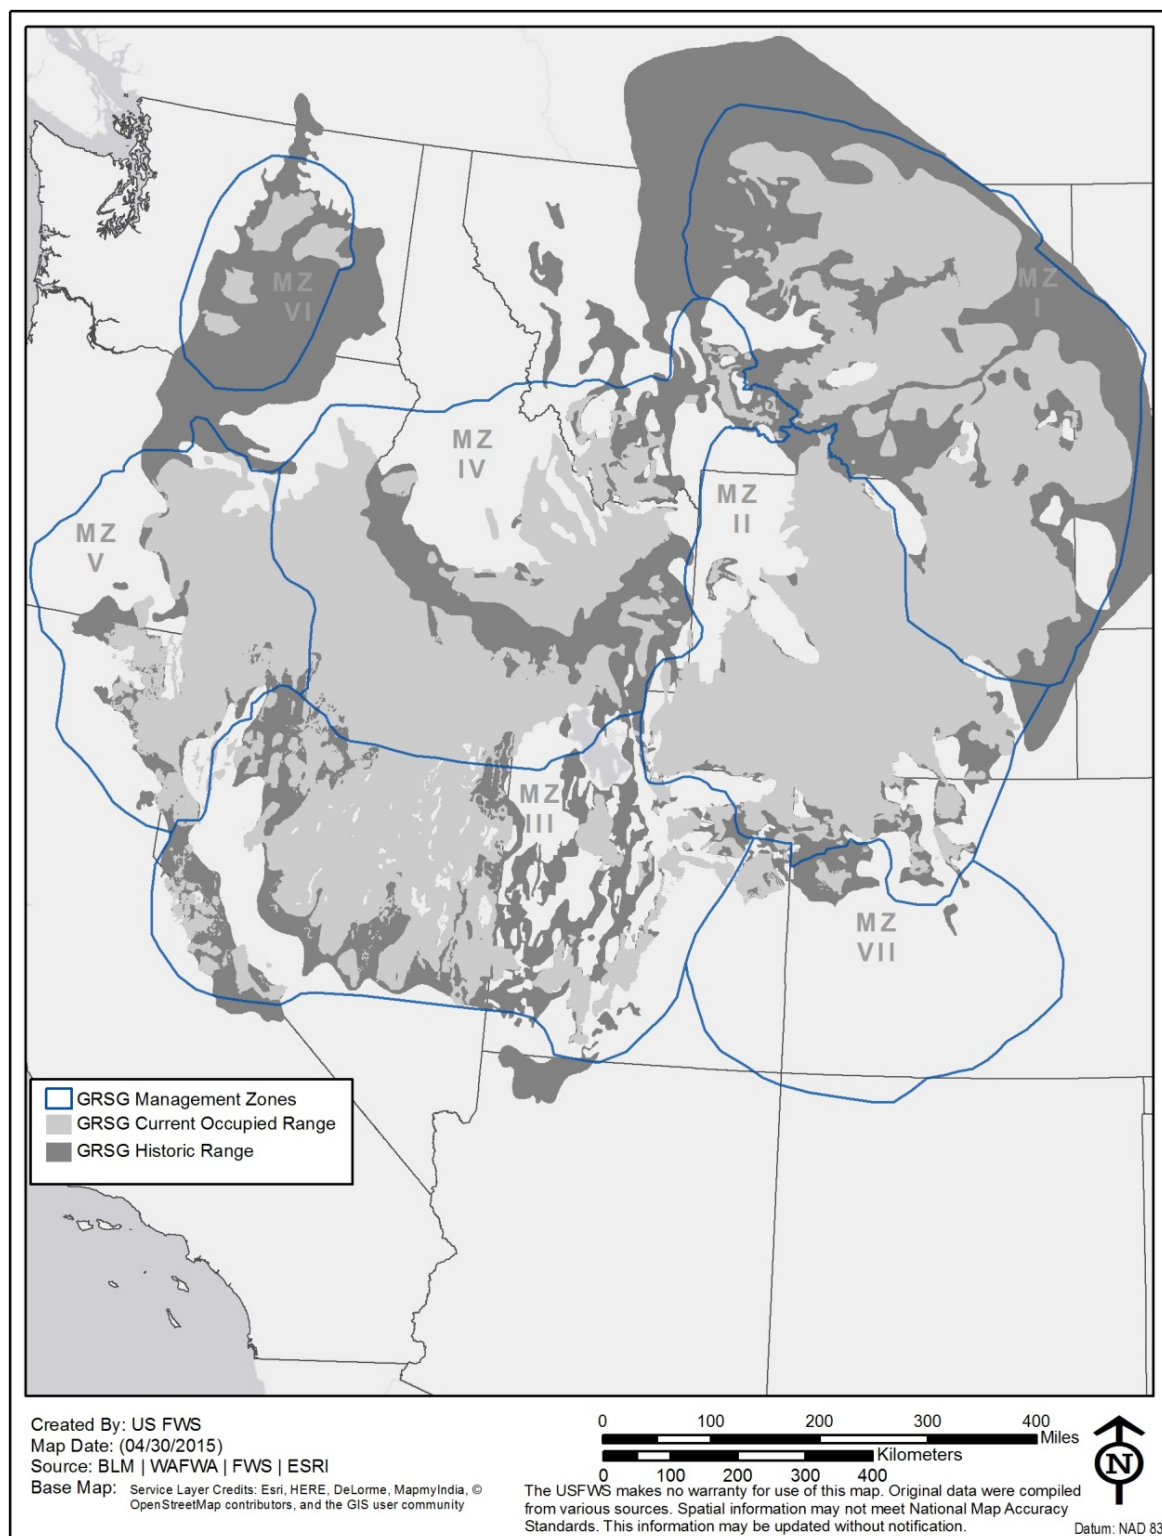 MZ
VI
MZ
I
MZ
IV
MZ
II
MZ
V
MZ
III
MZ
VII
GRSG Management Zones
GRSG Current Occupied Range
GRSG Historic Range
Created By: US FWS
Map Date: (04/30/2015)
Source: BLM | WAFWA | FWS | ESRI
Base Map: Service Layer Credits: Esri, HERE, DeLorme, MapmyIndia, ©
OpenStreetMap contributors, and the GIS user community
0 100 200 300 400
Miles
Kilometers
0 100 200 300 400
The USFWS makes no warranty for use of this map. Original data were compiled
from various sources. Spatial information may not meet National Map Accuracy
Standards. This information may be updated without notification.
N
Datum: NAD 83